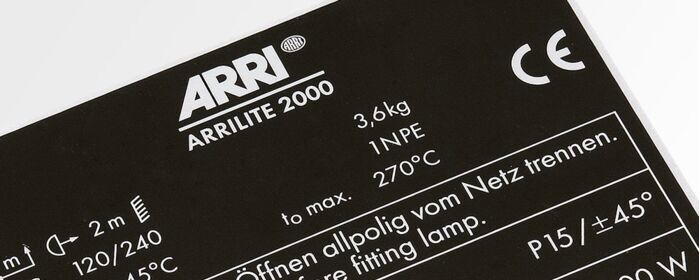 ARRI ARRI
ARRILITE 2000
CE
3,6kg
1NPE
to max. 270°C
m 2 m
120/240
45°C
Öffnen allpolig vom Netz trennen.
fitting lamp.
P15/±45°
W